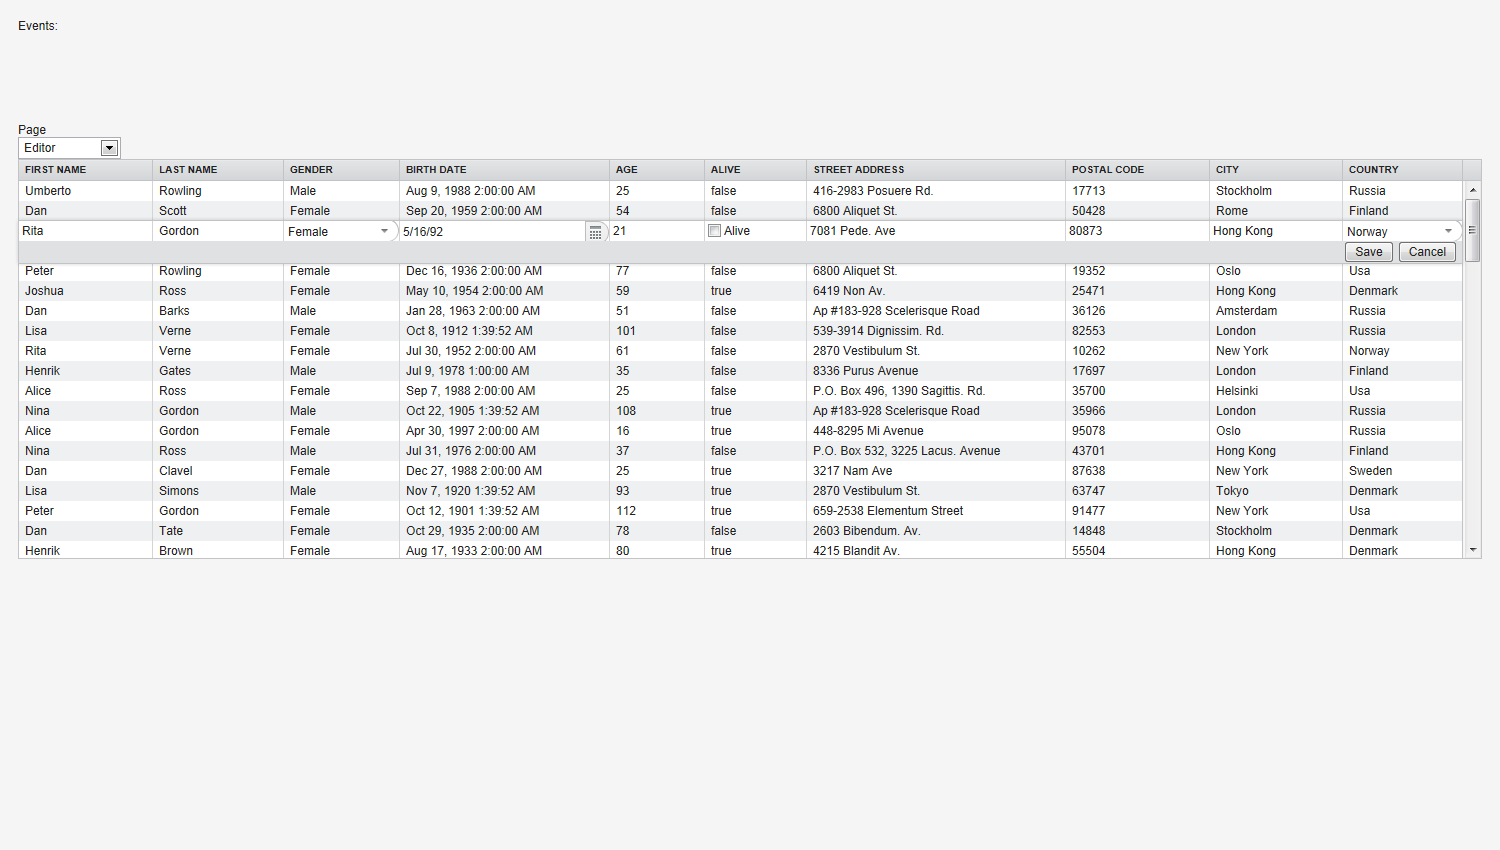 Events:
Page
Editor
FIRST NAME LAST NAME GENDER BIRTH DATE AGE ALIVE STREET ADDRESS POSTAL CODE CITY COUNTRY
Umberto Rowling Male Aug 9, 1988 2:00:00 AM 25 false 416-2983 Posuere Rd. 17713 Stockholm Russia
Dan Scott Female Sep 20, 1959 2:00:00 AM 54 false 6800 Aliquet St. 50428 Rome Finland
Rita Gordon Female 5/16/92 21 Alive 7081 Pede. Ave 80873 Hong Kong Norway
Save Cancel
Peter Rowling Female Dec 16, 1936 2:00:00 AM 77 false 6800 Aliquet St. 19352 Oslo Usa
Joshua Ross Female May 10, 1954 2:00:00 AM 59 true 6419 Non Av. 25471 Hong Kong Denmark
Dan Barks Male Jan 28, 1963 2:00:00 AM 51 false Ap #183-928 Scelerisque Road 36126 Amsterdam Russia
Lisa Verne Female Oct 8, 1912 1:39:52 AM 101 false 539-3914 Dignissim. Rd. 82553 London Russia
Rita Verne Female Jul 30, 1952 2:00:00 AM 61 false 2870 Vestibulum St. 10262 New York Norway
Henrik Gates Male Jul 9, 1978 1:00:00 AM 35 false 8336 Purus Avenue 17697 London Finland
Alice Ross Female Sep 7, 1988 2:00:00 AM 25 false P.O. Box 496, 1390 Sagittis. Rd. 35700 Helsinki Usa
Nina Gordon Male Oct 22, 1905 1:39:52 AM 108 true Ap #183-928 Scelerisque Road 35966 London Russia
Alice Gordon Female Apr 30, 1997 2:00:00 AM 16 true 448-8295 Mi Avenue 95078 Oslo Russia
Nina Ross Male Jul 31, 1976 2:00:00 AM 37 false P.O. Box 532, 3225 Lacus. Avenue 43701 Hong Kong Finland
Dan Clavel Female Dec 27, 1988 2:00:00 AM 25 true 3217 Nam Ave 87638 New York Sweden
Lisa Simons Male Nov 7, 1920 1:39:52 AM 93 true 2870 Vestibulum St. 63747 Tokyo Denmark
Peter Gordon Female Oct 12, 1901 1:39:52 AM 112 true 659-2538 Elementum Street 91477 New York Usa
Dan Tate Female Oct 29, 1935 2:00:00 AM 78 false 2603 Bibendum. Av. 14848 Stockholm Denmark
Henrik Brown Female Aug 17, 1933 2:00:00 AM 80 true 4215 Blandit Av. 55504 Hong Kong Denmark